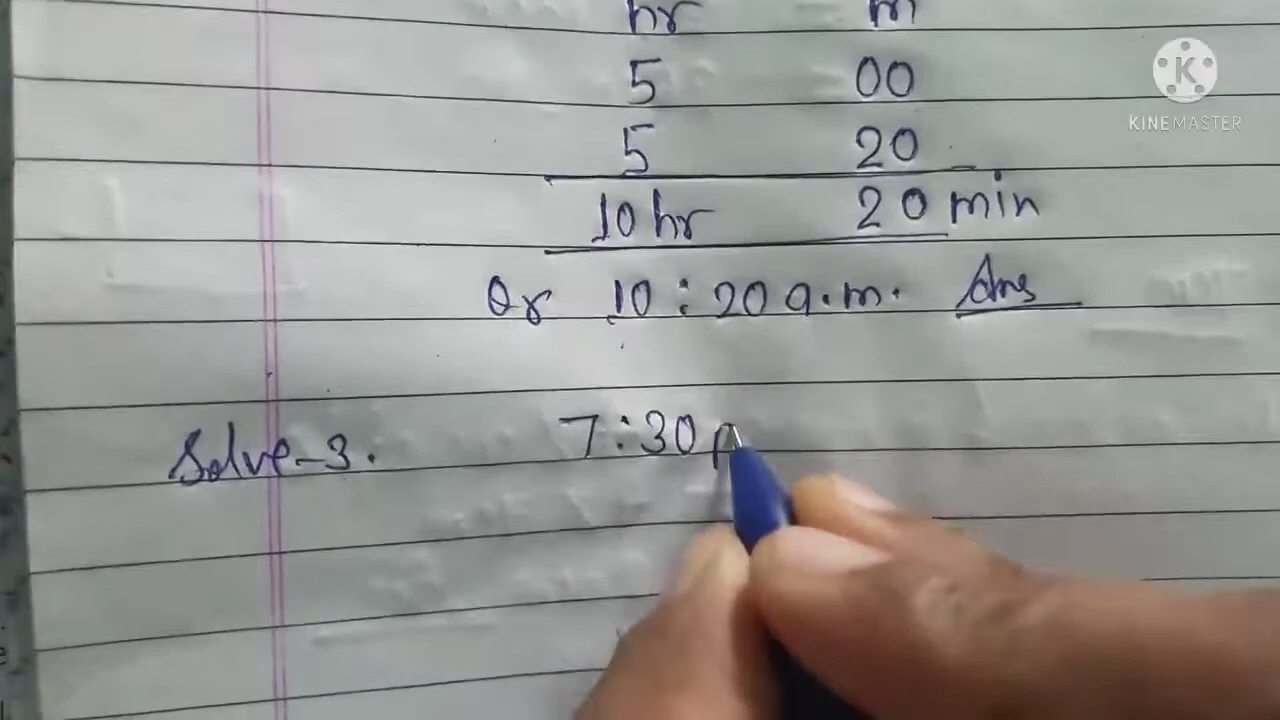 hr m
5 00
5 20
10 hr 20 min
Or 10:20 a.m. Ans
Solve-3. 7:30 p
KINEMASTER